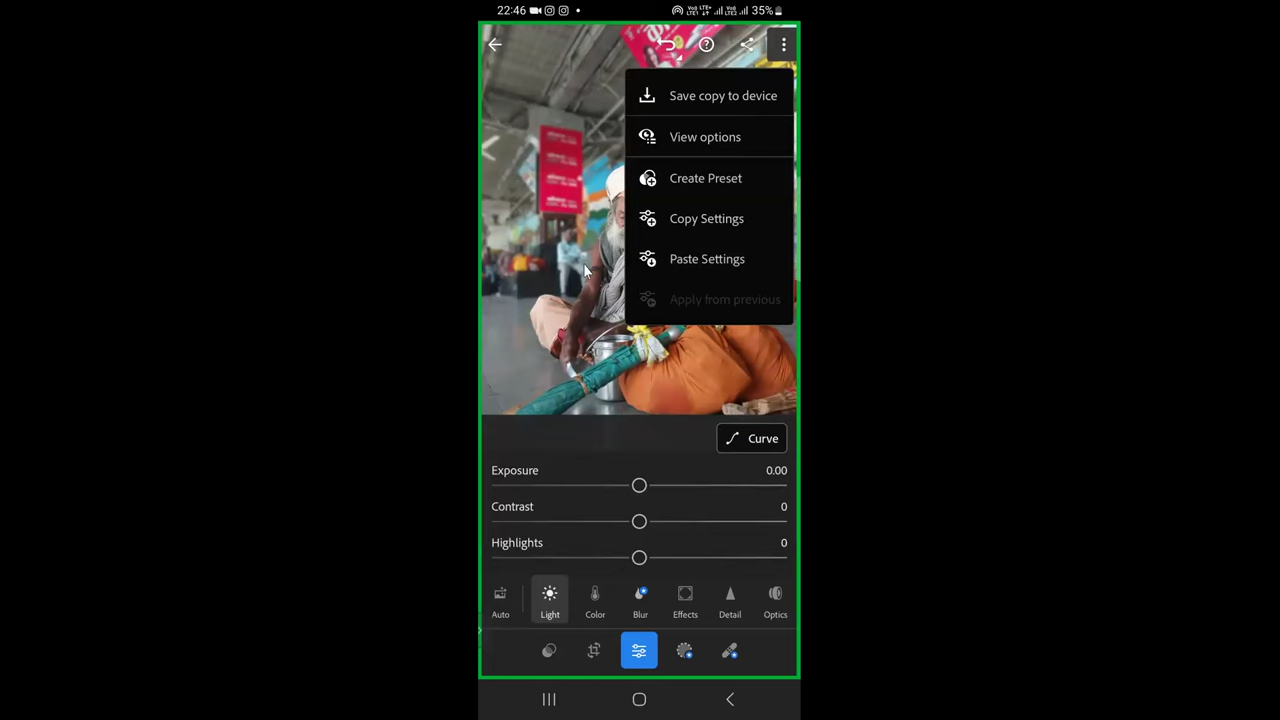 22:46
35%
Save copy to device
View options
Create Preset
Copy Settings
Paste Settings
Apply from previous
Curve
Exposure 0.00
Contrast 0
Highlights 0
Auto Light Color Blur Effects Detail Optics